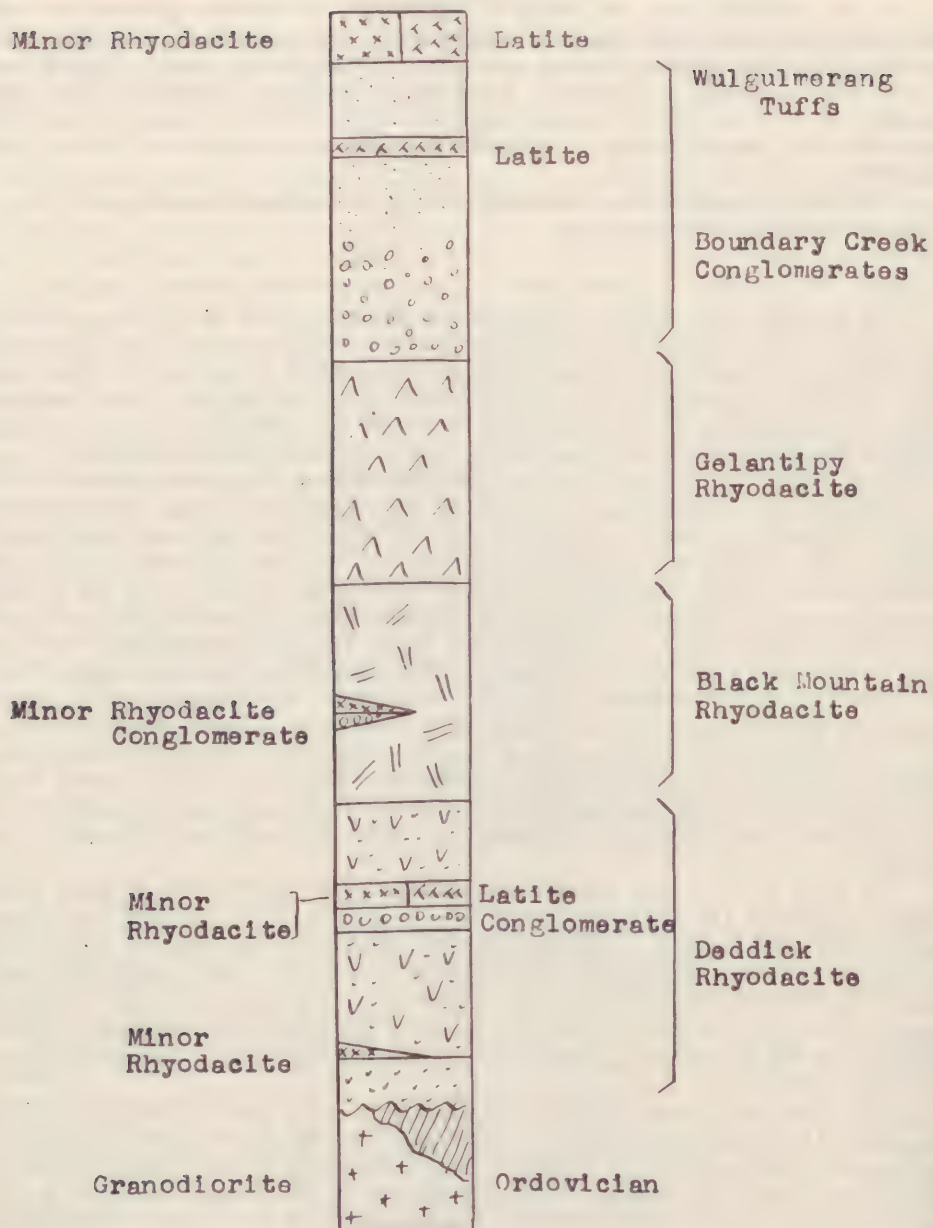 Minor Rhyodacite
Latite
Wulgulmerang
Tuffs
Latite
Boundary Creek
Conglomerates
Gelantipy
Rhyodacite
Black Mountain
Rhyodacite
Minor Rhyodacite
Conglomerate
Minor
Rhyodacite
Latite
Conglomerate
Deddick
Rhyodacite
Minor
Rhyodacite
Granodiorite
Ordovician